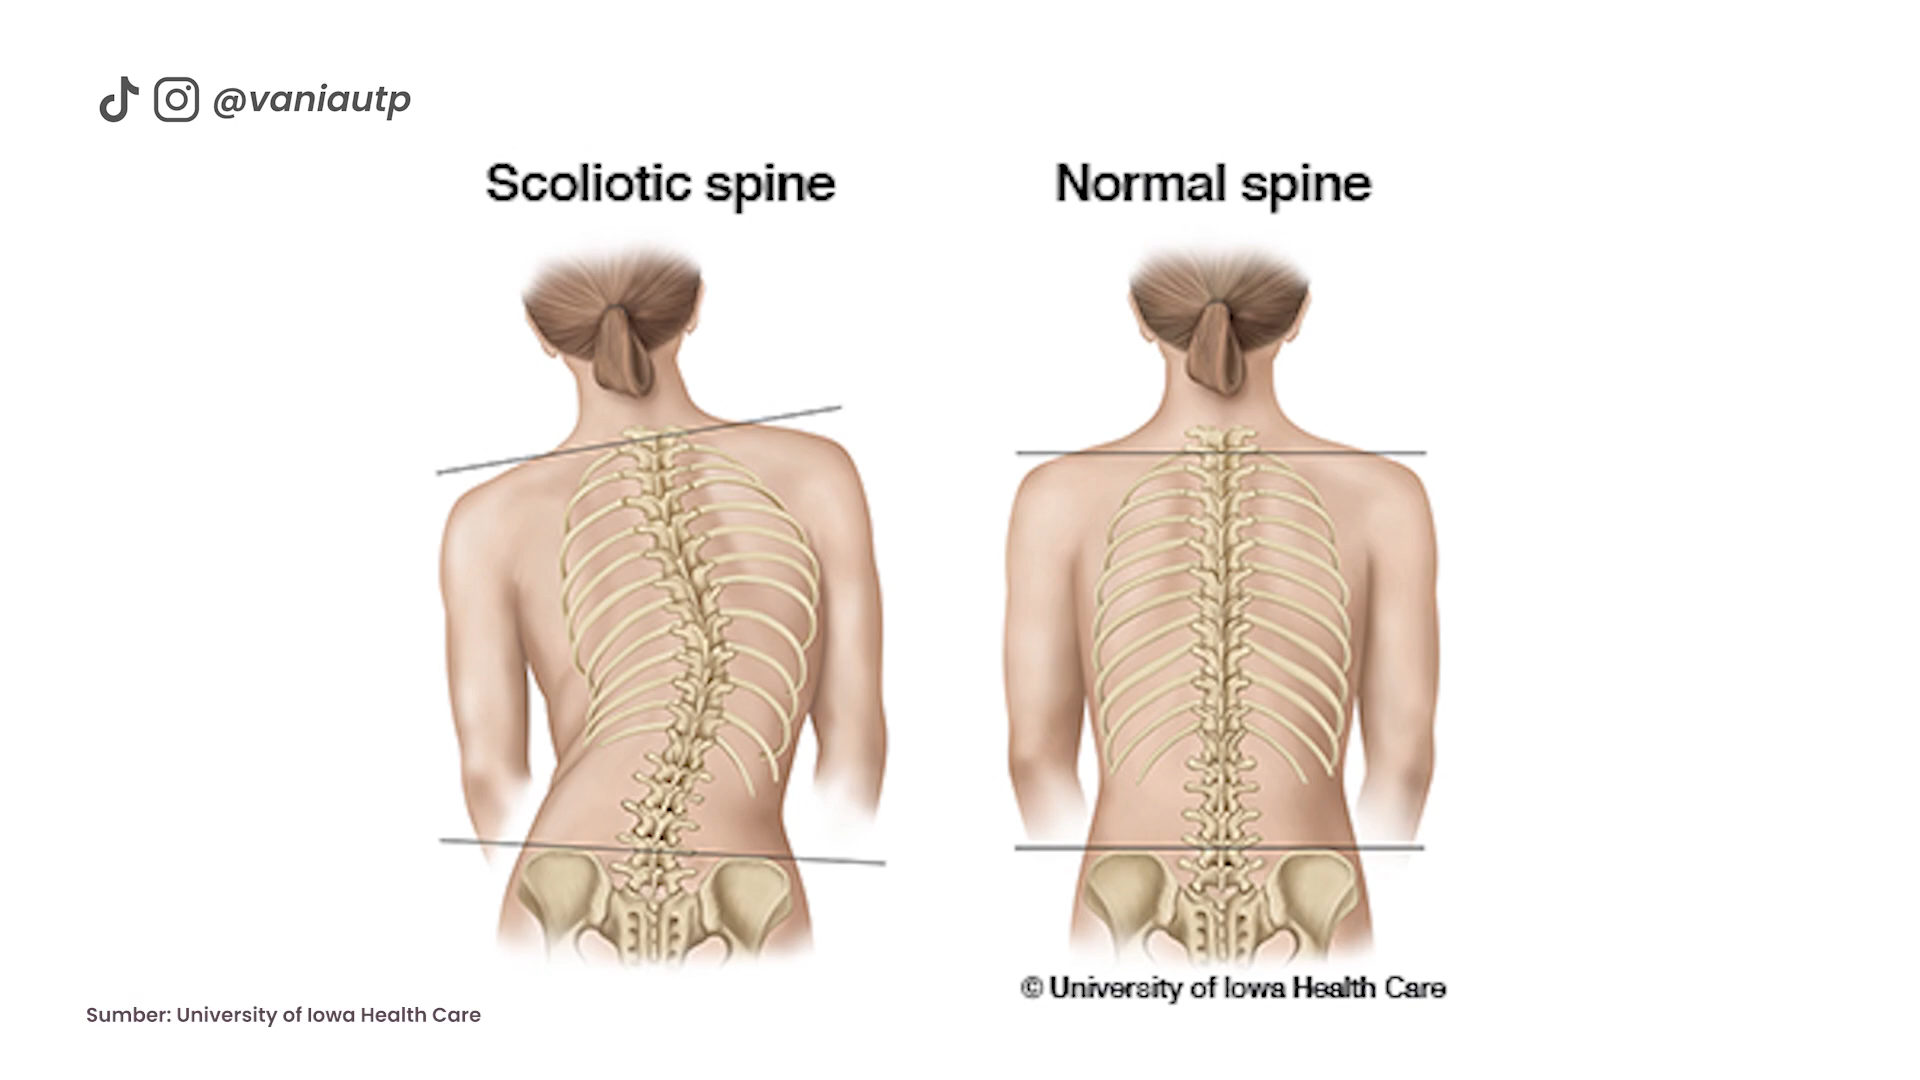 @vaniautp
Scoliotic spine
Normal spine
© University of Iowa Health Care
Sumber: University of Iowa Health Care